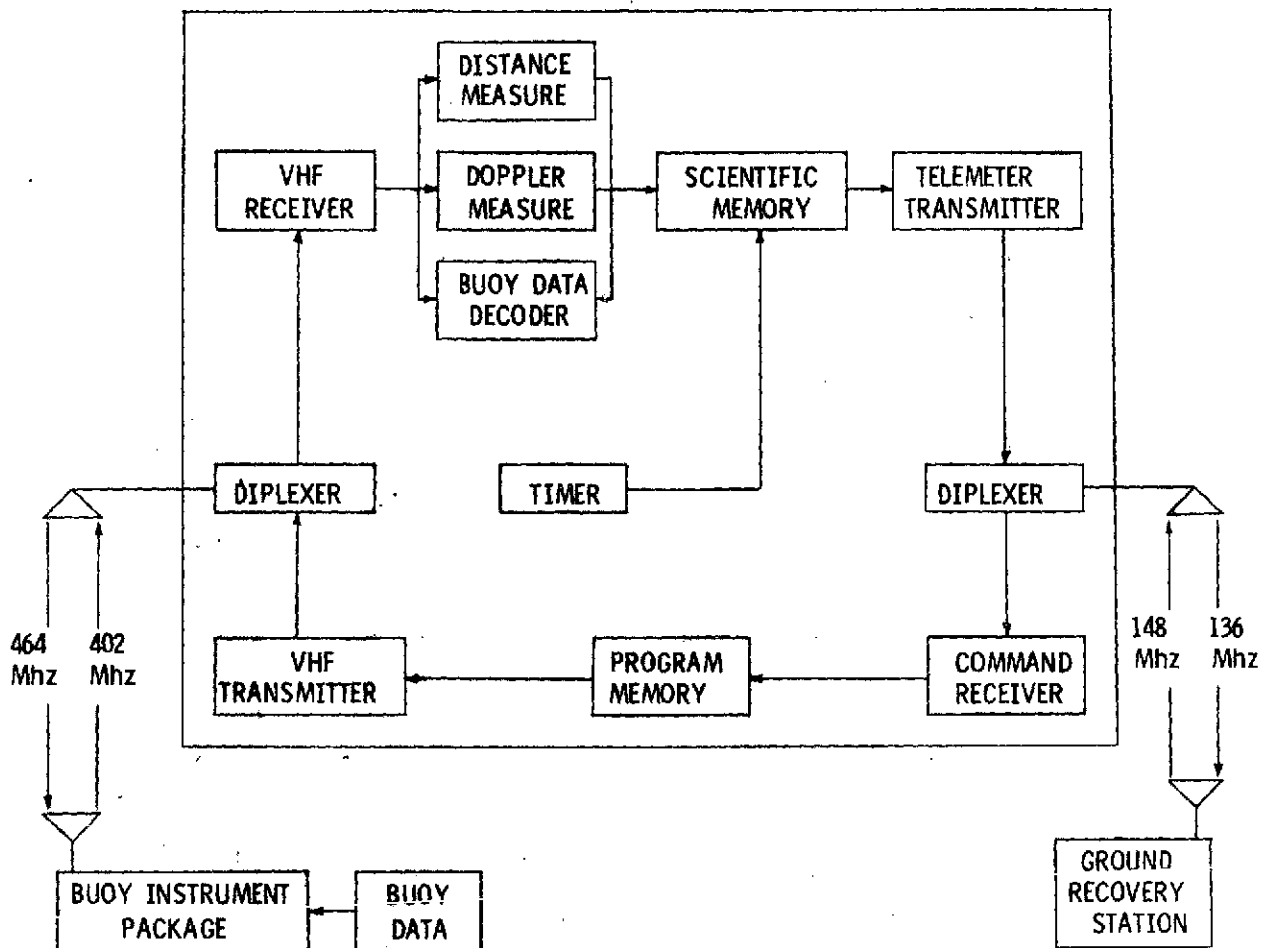 DISTANCE
MEASURE
VHF
RECEIVER
DOPPLER
MEASURE
SCIENTIFIC
MEMORY
TELEMETER
TRANSMITTER
BUOY DATA
DECODER
DIPLEXER
TIMER
DIPLEXER
464
Mhz
402
Mhz
VHF
TRANSMITTER
PROGRAM
MEMORY
COMMAND
RECEIVER
148
Mhz
136
Mhz
BUOY INSTRUMENT
PACKAGE
BUOY
DATA
GROUND
RECOVERY
STATION